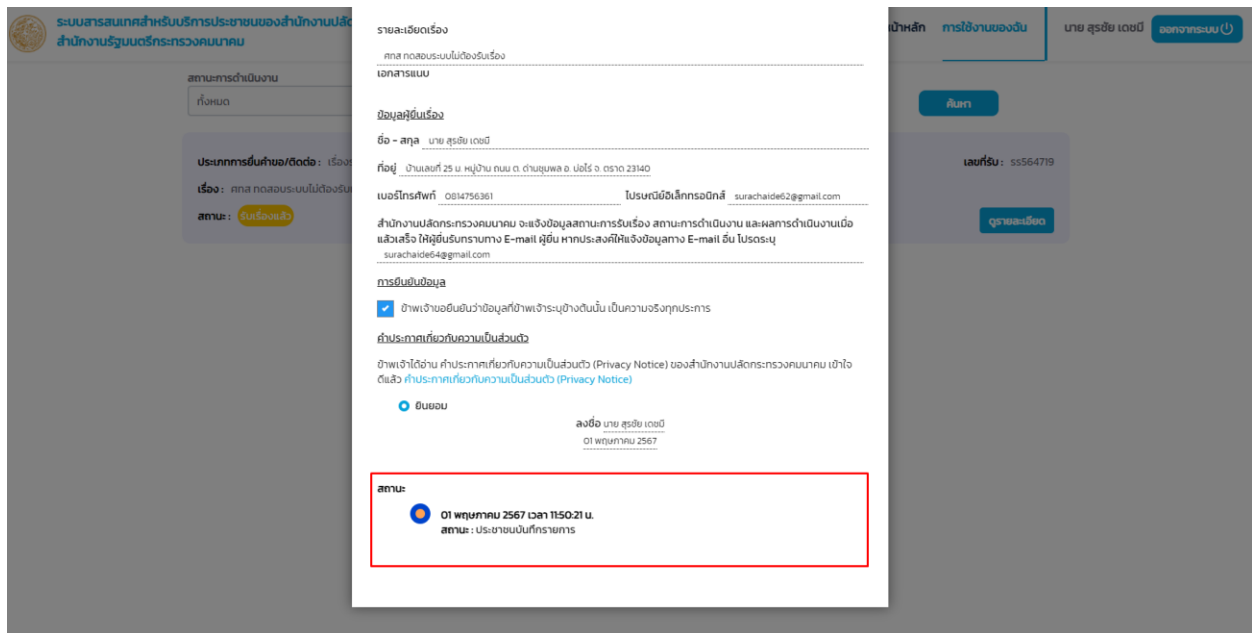 ระบบสารสนเทศสำหรับบริการประชาชนของสำนักงานปลัด
สำนักงานรัฐมนตรีกระทรวงคมนาคม
น้าหลัก
การใช้งานของฉัน
นาย สุรชัย เดชมี
ออกจากระบบ
สถานะการดำเนินงาน
ทั้งหมด
ค้นหา
ประเภทการยื่นคำขอ/ติดต่อ : เรื่อง
เลขที่รับ : ss564719
เรื่อง : ศทส ทดสอบระบบไม่ต้องรับ
สถานะ : รับเรื่องแล้ว
ดูรายละเอียด
รายละเอียดเรื่อง
ศทส ทดสอบระบบไม่ต้องรับเรื่อง
เอกสารแนบ
ข้อมูลผู้ยื่นเรื่อง
ชื่อ - สกุล นาย สุรชัย เดชมี
ที่อยู่ บ้านเลขที่ 25 ม. หมู่บ้าน ถนน ต. ด่านชุมพล อ. บ่อไร่ จ. ตราด 23140
เบอร์โทรศัพท์ 0814756361 ไปรษณีย์อิเล็กทรอนิกส์ surachaide62@gmail.com
สำนักงานปลัดกระทรวงคมนาคม จะแจ้งข้อมูลสถานะการรับเรื่อง สถานะการดำเนินงาน และผลการดำเนินงานเมื่อ
แล้วเสร็จ ให้ผู้ยื่นรับทราบทาง E-mail ผู้ยื่น หากประสงค์ให้แจ้งข้อมูลทาง E-mail อื่น โปรดระบุ
surachaide64@gmail.com
การยืนยันข้อมูล
ข้าพเจ้าขอยืนยันว่าข้อมูลที่ข้าพเจ้าระบุข้างต้นนั้น เป็นความจริงทุกประการ
คำประกาศเกี่ยวกับความเป็นส่วนตัว
ข้าพเจ้าได้อ่าน คำประกาศเกี่ยวกับความเป็นส่วนตัว (Privacy Notice) ของสำนักงานปลัดกระทรวงคมนาคม เข้าใจ
ดีแล้ว คำประกาศเกี่ยวกับความเป็นส่วนตัว (Privacy Notice)
ยินยอม
ลงชื่อ นาย สุรชัย เดชมี
01 พฤษภาคม 2567
สถานะ
01 พฤษภาคม 2567 เวลา 11:50:21 น.
สถานะ : ประชาชนบันทึกรายการ